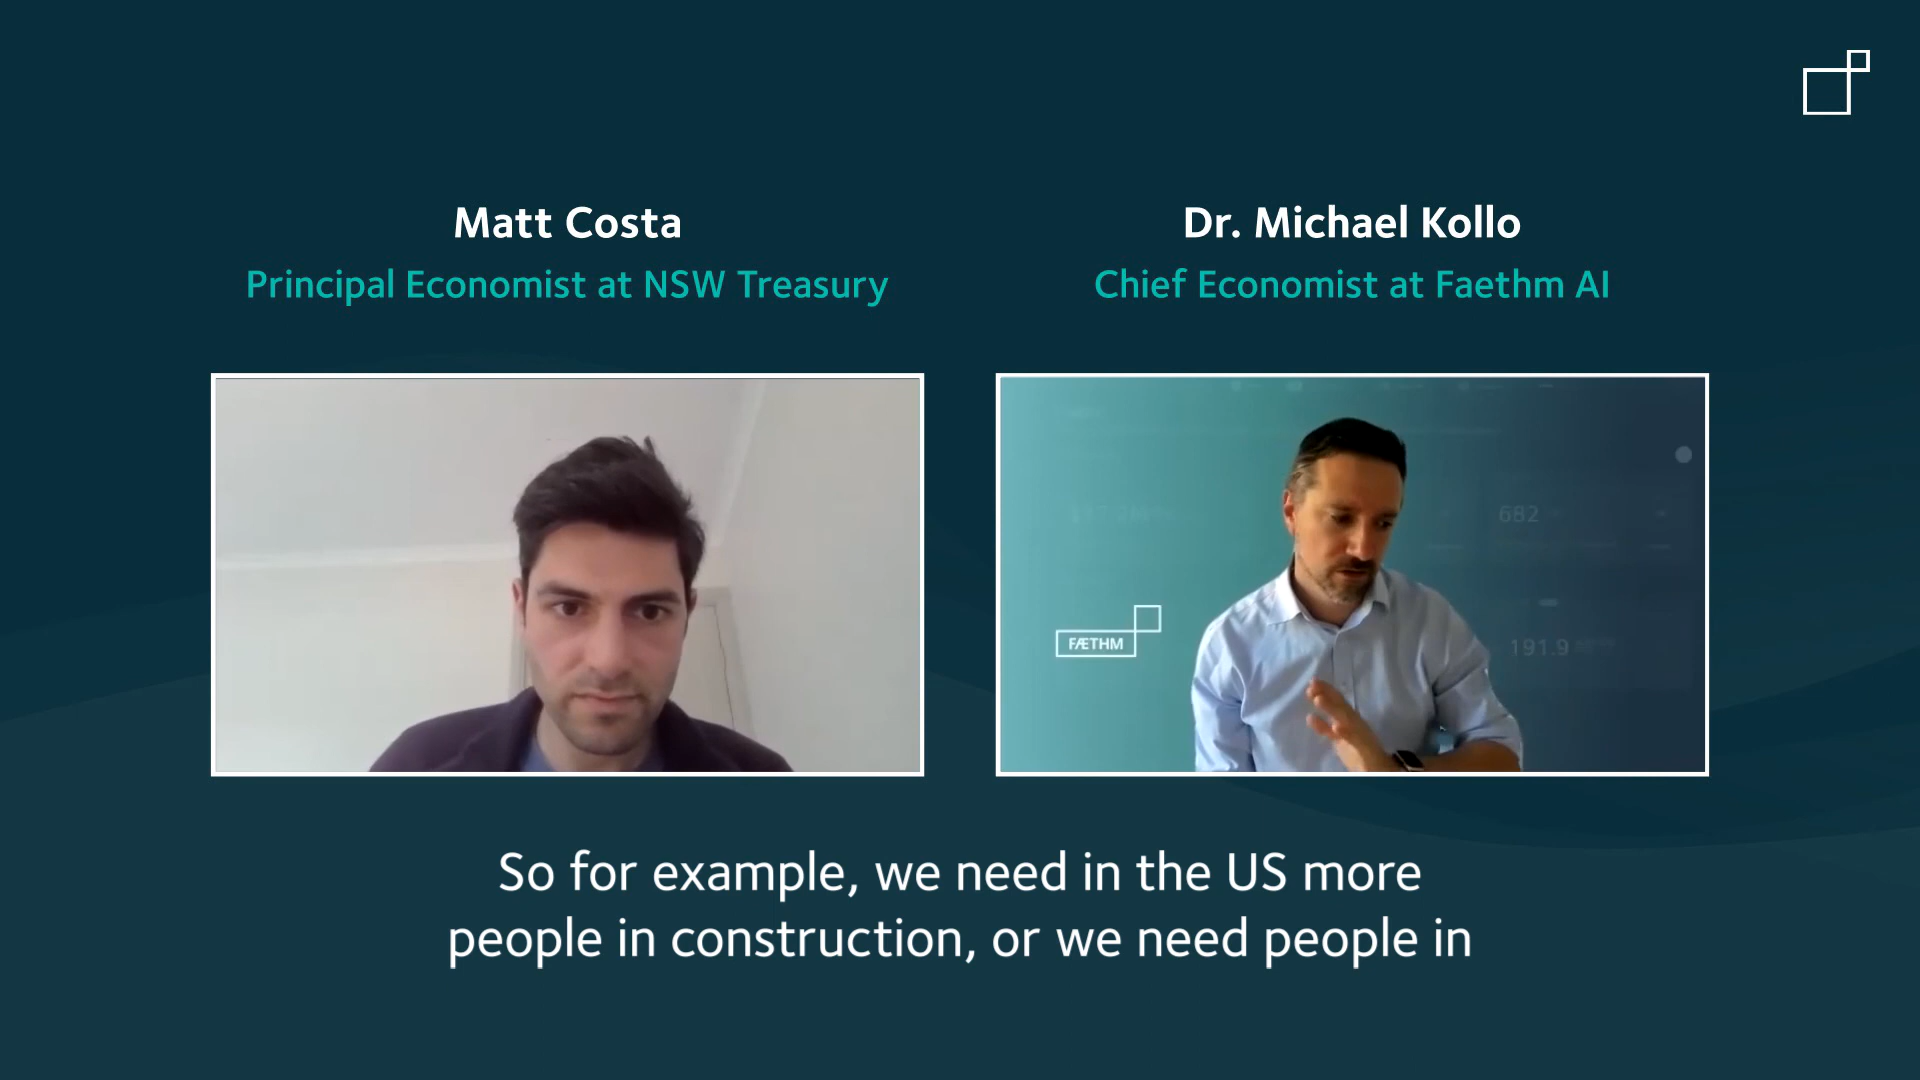 Matt Costa
Principal Economist at NSW Treasury
Dr. Michael Kollo
Chief Economist at Faethm AI
682
FÆTHM
191.9
So for example, we need in the US more
people in construction, or we need people in